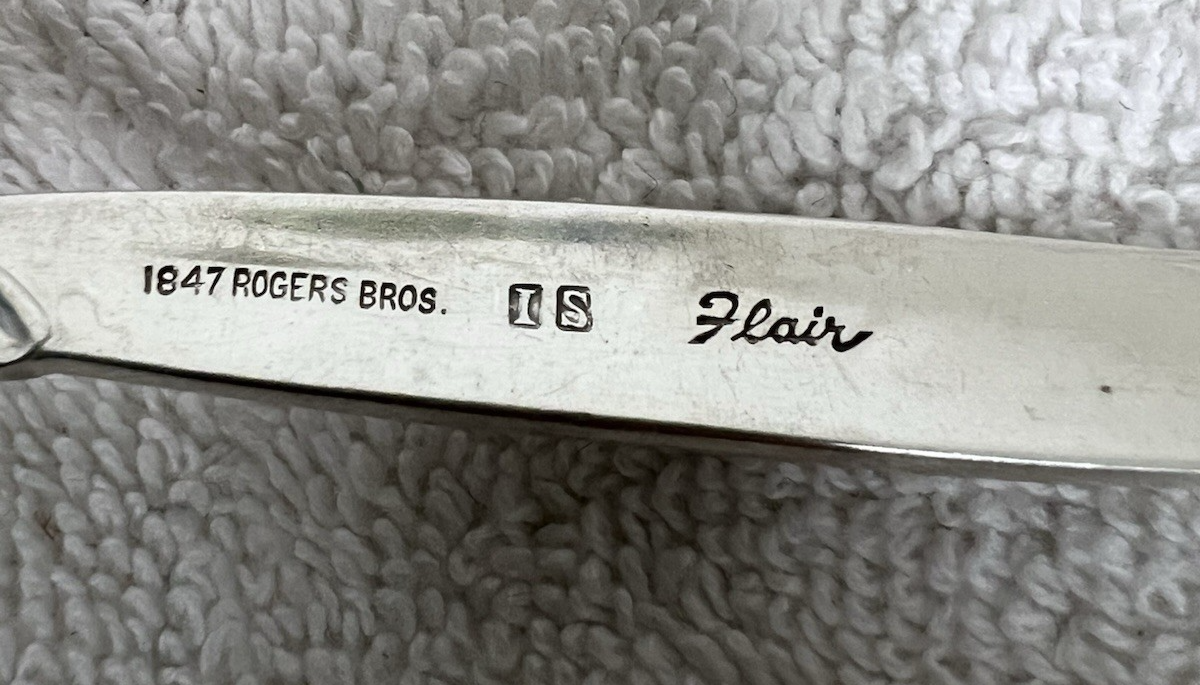 1847 ROGERS BROS. IS Flair